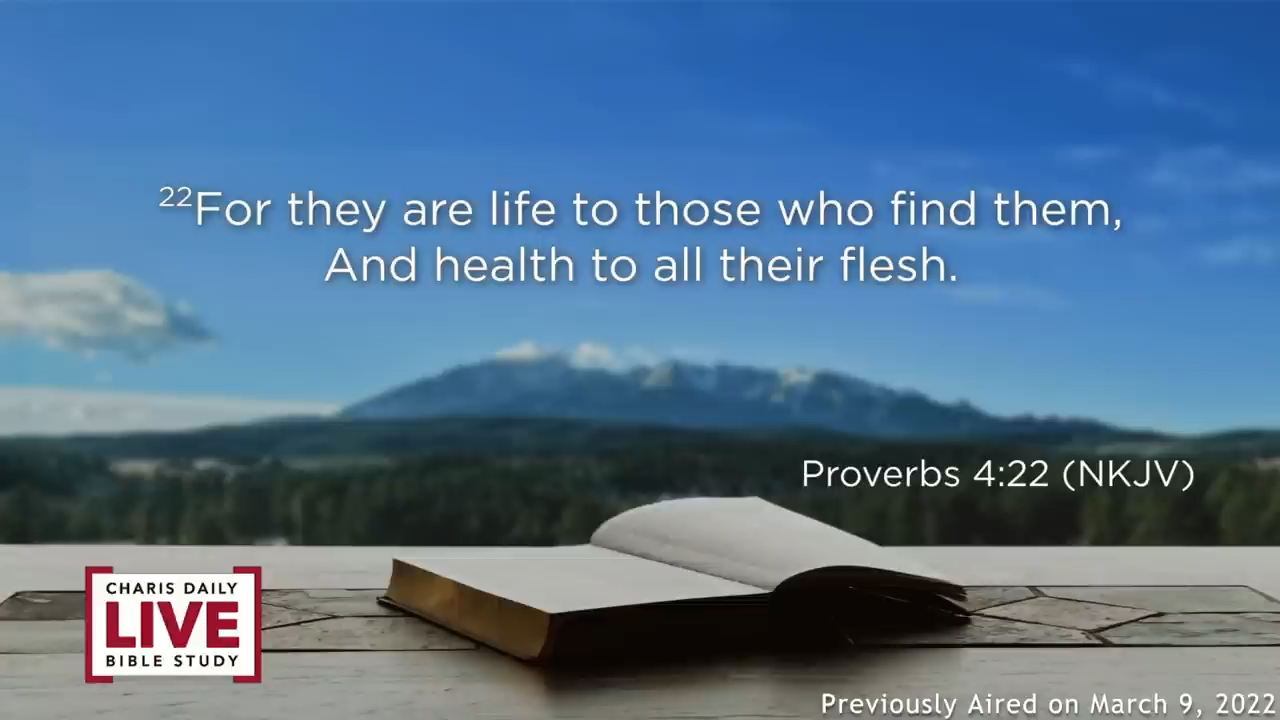 ²²For they are life to those who find them,
And health to all their flesh.
Proverbs 4:22 (NKJV)
CHARIS DAILY
LIVE
BIBLE STUDY
Previously Aired on March 9, 2022